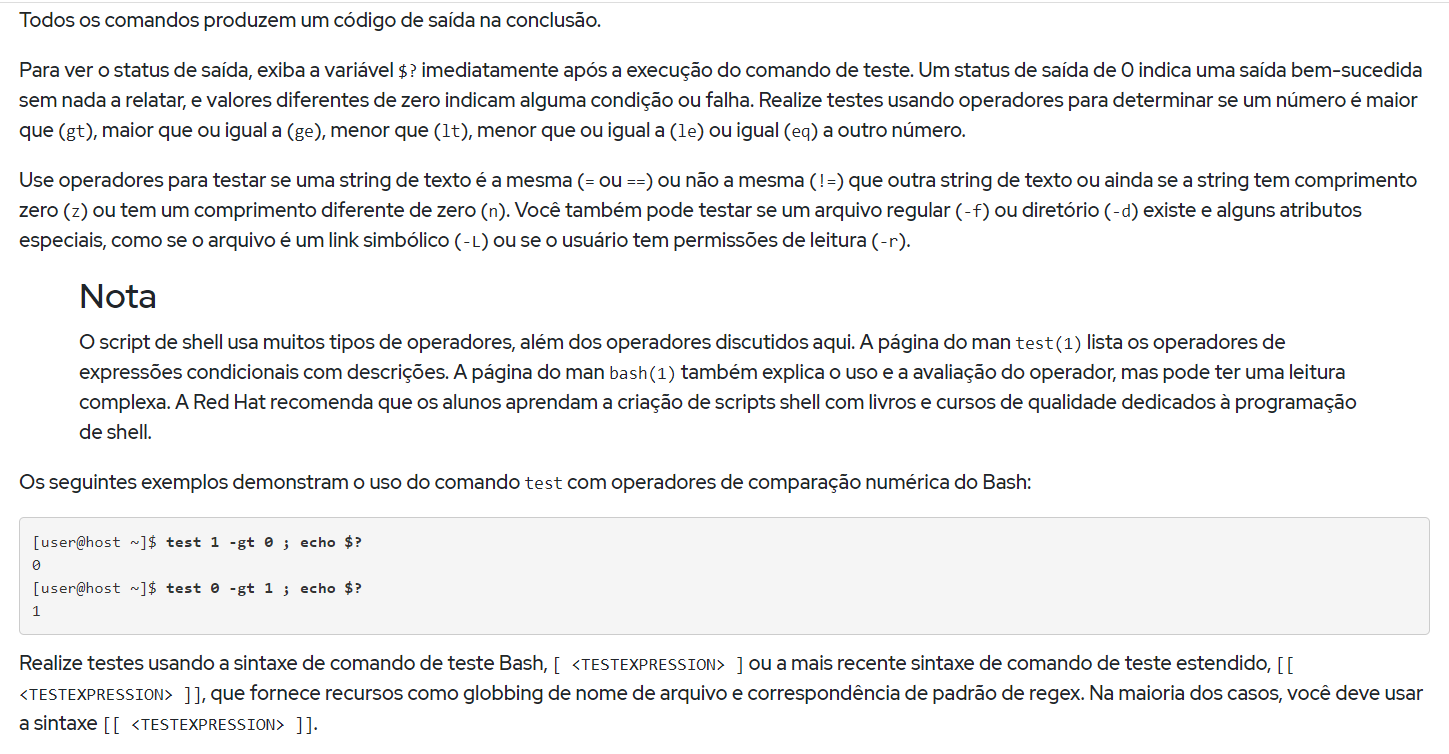 Todos os comandos produzem um código de saída na conclusão.
Para ver o status de saída, exiba a variável $? imediatamente após a execução do comando de teste. Um status de saída de 0 indica uma saída bem-sucedida
sem nada a relatar, e valores diferentes de zero indicam alguma condição ou falha. Realize testes usando operadores para determinar se um número é maior
que (gt), maior que ou igual a (ge), menor que (lt), menor que ou igual a (le) ou igual (eq) a outro número.
Use operadores para testar se uma string de texto é a mesma (= ou ==) ou não a mesma (!=) que outra string de texto ou ainda se a string tem comprimento
zero (z) ou tem um comprimento diferente de zero (n). Você também pode testar se um arquivo regular (-f) ou diretório (-d) existe e alguns atributos
especiais, como se o arquivo é um link simbólico (-L) ou se o usuário tem permissões de leitura (-r).
Nota
O script de shell usa muitos tipos de operadores, além dos operadores discutidos aqui. A página do man test(1) lista os operadores de
expressões condicionais com descrições. A página do man bash(1) também explica o uso e a avaliação do operador, mas pode ter uma leitura
complexa. A Red Hat recomenda que os alunos aprendam a criação de scripts shell com livros e cursos de qualidade dedicados à programação
de shell.
Os seguintes exemplos demonstram o uso do comando test com operadores de comparação numérica do Bash:
[user@host ~]$ test 1 -gt 0 ; echo $?
0
[user@host ~]$ test 0 -gt 1 ; echo $?
1
Realize testes usando a sintaxe de comando de teste Bash, [ <TESTEXPRESSION> ] ou a mais recente sintaxe de comando de teste estendido, [[
<TESTEXPRESSION> ]], que fornece recursos como globbing de nome de arquivo e correspondência de padrão de regex. Na maioria dos casos, você deve usar
a sintaxe [[ <TESTEXPRESSION> ]].